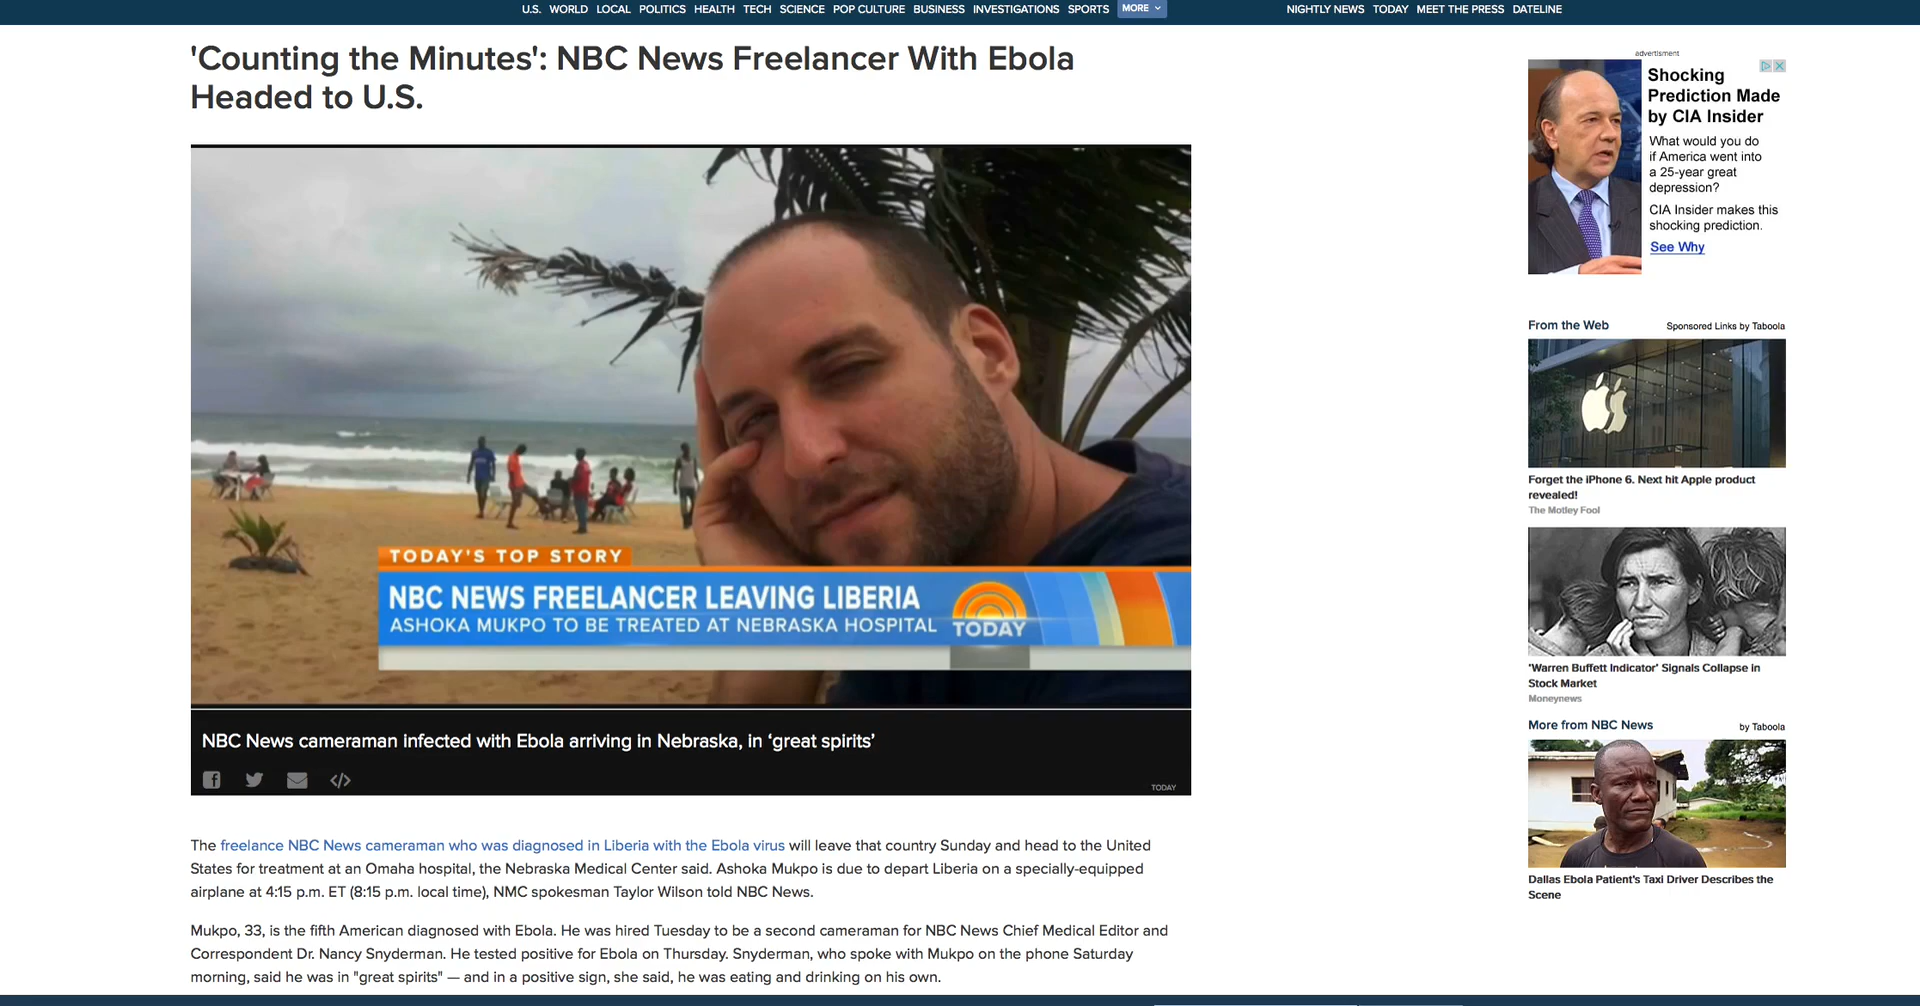 U.S. WORLD LOCAL POLITICS HEALTH TECH SCIENCE POP CULTURE BUSINESS INVESTIGATIONS SPORTS MORE NIGHTLY NEWS TODAY MEET THE PRESS DATELINE
'Counting the Minutes': NBC News Freelancer With Ebola
Headed to U.S.
TODAY'S TOP STORY
NBC NEWS FREELANCER LEAVING LIBERIA
ASHOKA MUKPO TO BE TREATED AT NEBRASKA HOSPITAL
TODAY
NBC News cameraman infected with Ebola arriving in Nebraska, in ‘great spirits’
TODAY
The freelance NBC News cameraman who was diagnosed in Liberia with the Ebola virus will leave that country Sunday and head to the United
States for treatment at an Omaha hospital, the Nebraska Medical Center said. Ashoka Mukpo is due to depart Liberia on a specially-equipped
airplane at 4:15 p.m. ET (8:15 p.m. local time), NMC spokesman Taylor Wilson told NBC News.
Mukpo, 33, is the fifth American diagnosed with Ebola. He was hired Tuesday to be a second cameraman for NBC News Chief Medical Editor and
Correspondent Dr. Nancy Snyderman. He tested positive for Ebola on Thursday. Snyderman, who spoke with Mukpo on the phone Saturday
morning, said he was in "great spirits" — and in a positive sign, she said, he was eating and drinking on his own.
advertisment
Shocking
Prediction Made
by CIA Insider
What would you do
if America went into
a 25-year great
depression?
CIA Insider makes this
shocking prediction.
See Why
From the Web Sponsored Links by Taboola
Forget the iPhone 6. Next hit Apple product
revealed!
The Motley Fool
'Warren Buffett Indicator' Signals Collapse in
Stock Market
Moneynews
More from NBC News by Taboola
Dallas Ebola Patient's Taxi Driver Describes the
Scene